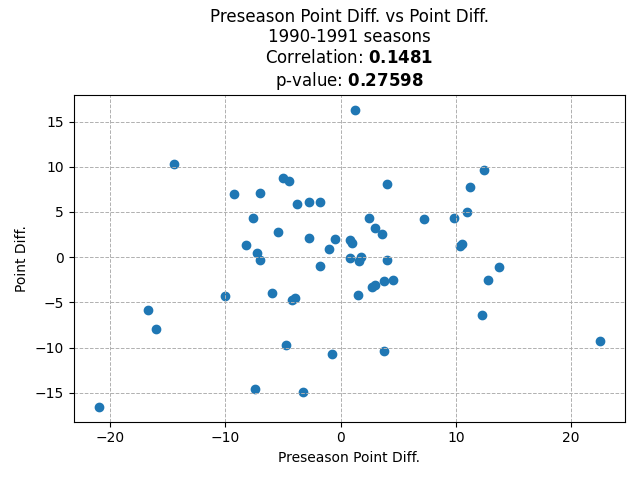 Preseason Point Diff. vs Point Diff.
1990-1991 seasons
Correlation: 0.1481
p-value: 0.27598
15
10
5
0
−5
−10
−15
Point Diff.
−20
−10
0
10
20
Preseason Point Diff.